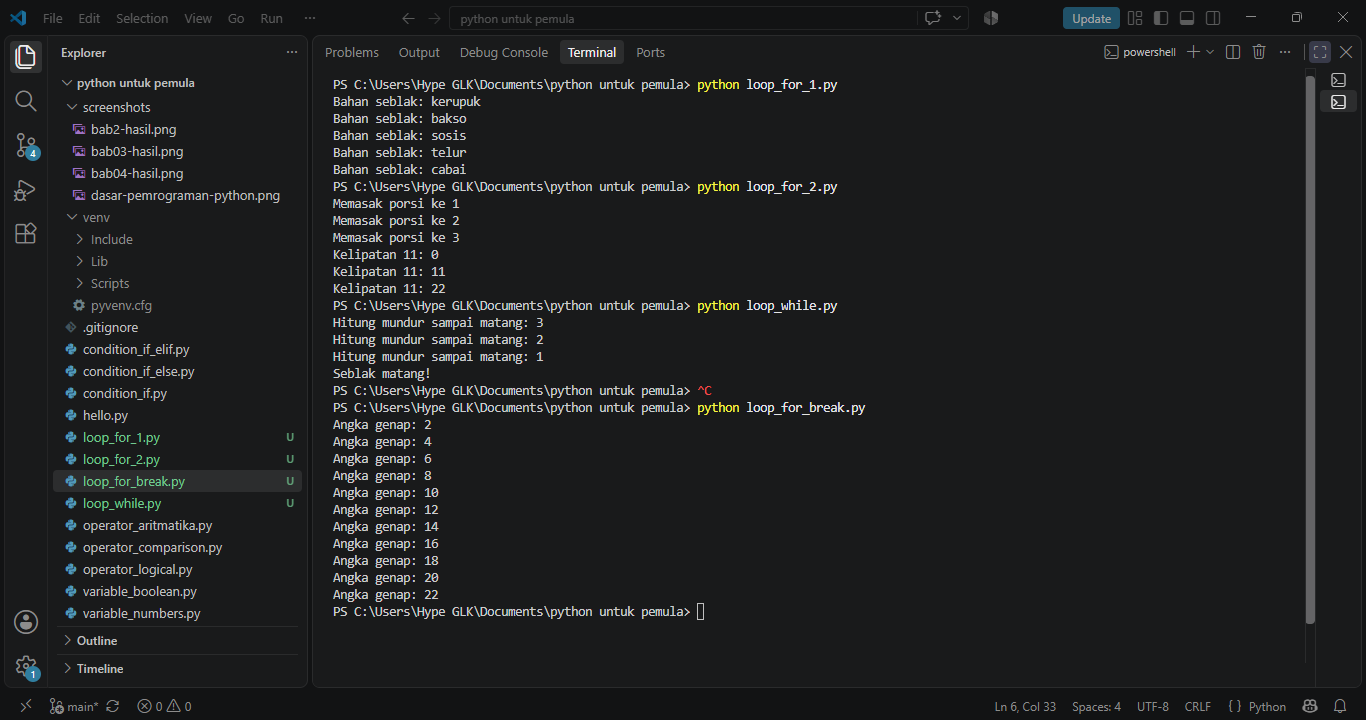 File Edit Selection View Go Run ···
python untuk pemula
Update
Explorer
python untuk pemula
screenshots
bab2-hasil.png
bab03-hasil.png
bab04-hasil.png
dasar-pemrograman-python.png
venv
Include
Lib
Scripts
pyvenv.cfg
.gitignore
condition_if_elif.py
condition_if_else.py
condition_if.py
hello.py
loop_for_1.py U
loop_for_2.py U
loop_for_break.py U
loop_while.py U
operator_aritmatika.py
operator_comparison.py
operator_logical.py
variable_boolean.py
variable_numbers.py
Outline
Timeline
4
1
Problems Output Debug Console Terminal Ports
powershell
PS C:\Users\Hype GLK\Documents\python untuk pemula> python loop_for_1.py
Bahan seblak: kerupuk
Bahan seblak: bakso
Bahan seblak: sosis
Bahan seblak: telur
Bahan seblak: cabai
PS C:\Users\Hype GLK\Documents\python untuk pemula> python loop_for_2.py
Memasak porsi ke 1
Memasak porsi ke 2
Memasak porsi ke 3
Kelipatan 11: 0
Kelipatan 11: 11
Kelipatan 11: 22
PS C:\Users\Hype GLK\Documents\python untuk pemula> python loop_while.py
Hitung mundur sampai matang: 3
Hitung mundur sampai matang: 2
Hitung mundur sampai matang: 1
Seblak matang!
PS C:\Users\Hype GLK\Documents\python untuk pemula> ^C
PS C:\Users\Hype GLK\Documents\python untuk pemula> python loop_for_break.py
Angka genap: 2
Angka genap: 4
Angka genap: 6
Angka genap: 8
Angka genap: 10
Angka genap: 12
Angka genap: 14
Angka genap: 16
Angka genap: 18
Angka genap: 20
Angka genap: 22
PS C:\Users\Hype GLK\Documents\python untuk pemula>
main* 0 0
Ln 6, Col 33 Spaces: 4 UTF-8 CRLF { } Python